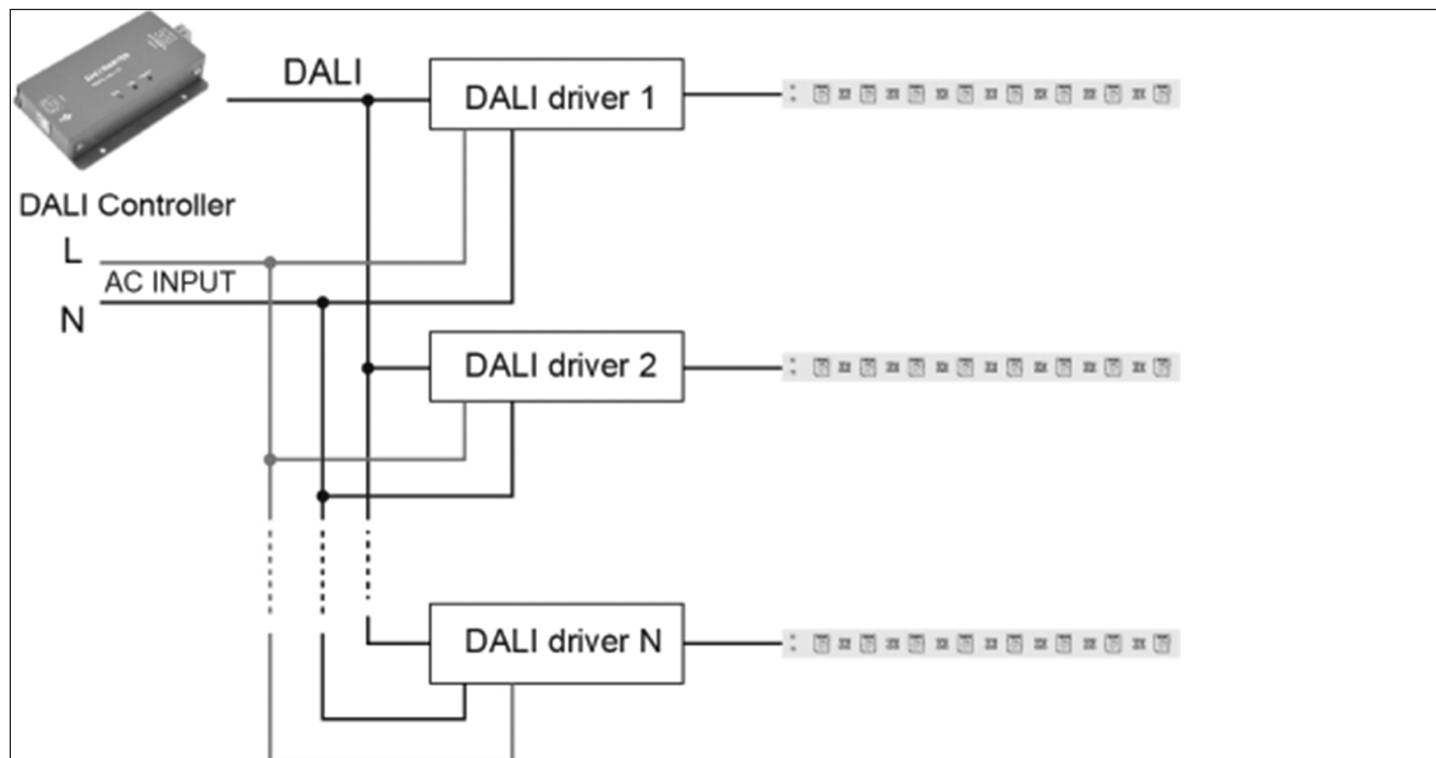 DALI
DALI driver 1
DALI Controller
L
AC INPUT
N
DALI driver 2
DALI driver N